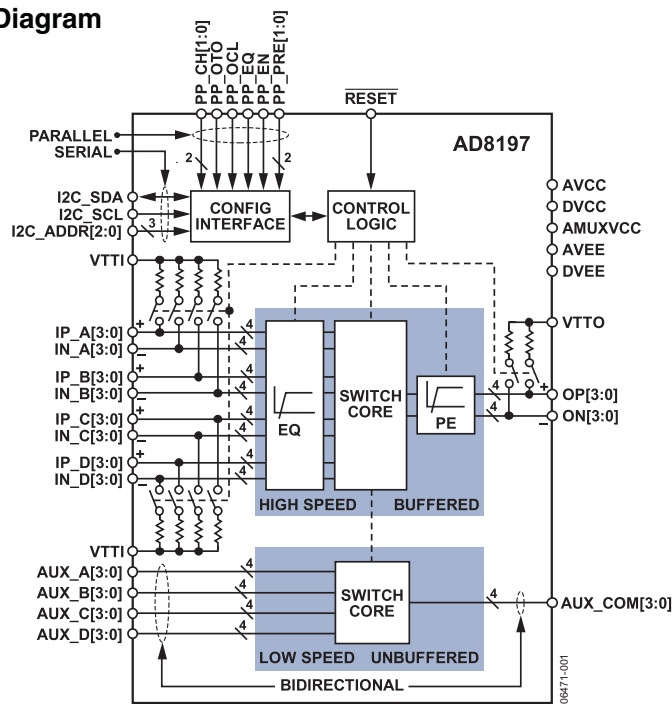 Diagram
PP_CH[1:0]
PP_OTO
PP_OCL
PP_EQ
PP_EN
PP_PRE[1:0]
RESET
AD8197
PARALLEL
SERIAL
2
2
I2C_SDA
I2C_SCL
I2C_ADDR[2:0]
3
CONFIG
INTERFACE
CONTROL
LOGIC
AVCC
DVCC
AMUXVCC
AVEE
DVEE
VTTI
VTTO
+
IP_A[3:0]
4
IN_A[3:0]
–
4
+
IP_B[3:0]
4
IN_B[3:0]
–
4
+
IP_C[3:0]
4
IN_C[3:0]
–
4
+
IP_D[3:0]
4
IN_D[3:0]
–
4
EQ
SWITCH
CORE
PE
4
+
OP[3:0]
4
ON[3:0]
–
HIGH SPEED
BUFFERED
VTTI
AUX_A[3:0]
4
AUX_B[3:0]
4
AUX_C[3:0]
4
AUX_D[3:0]
4
SWITCH
CORE
4
AUX_COM[3:0]
LOW SPEED
UNBUFFERED
BIDIRECTIONAL
06471-001